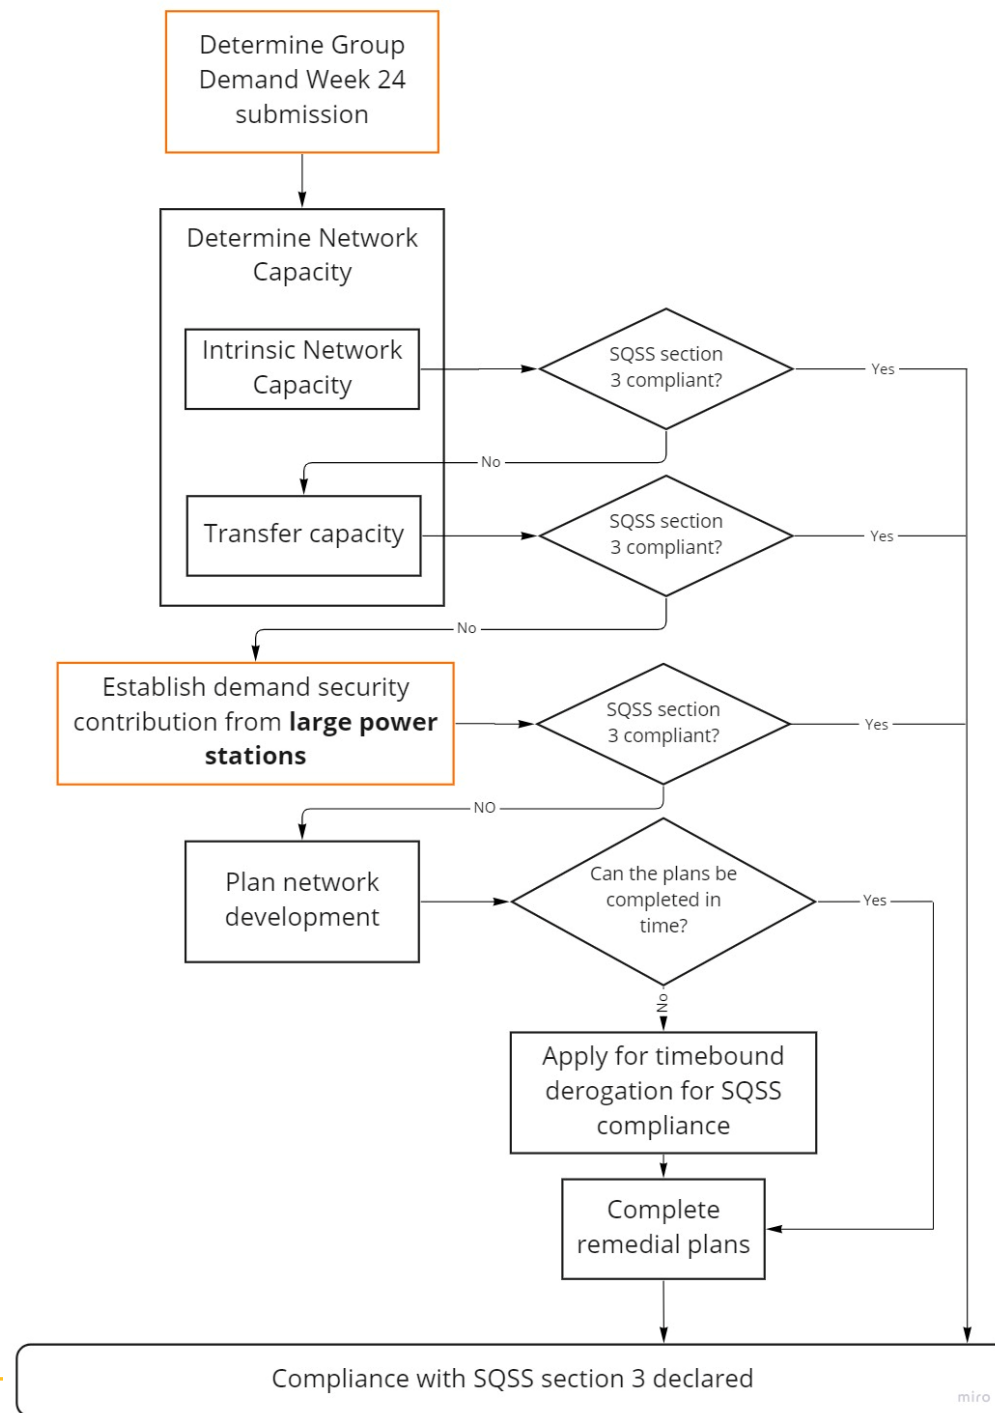 Determine Group
Demand Week 24
submission
Determine Network
Capacity
Intrinsic Network
Capacity
SQSS section
3 compliant?
Yes
No
Transfer capacity
SQSS section
3 compliant?
Yes
No
Establish demand security
contribution from large power
stations
SQSS section
3 compliant?
Yes
NO
Plan network
development
Can the plans be
completed in
time?
Yes
No
Apply for timebound
derogation for SQSS
compliance
Complete
remedial plans
Compliance with SQSS section 3 declared
miro